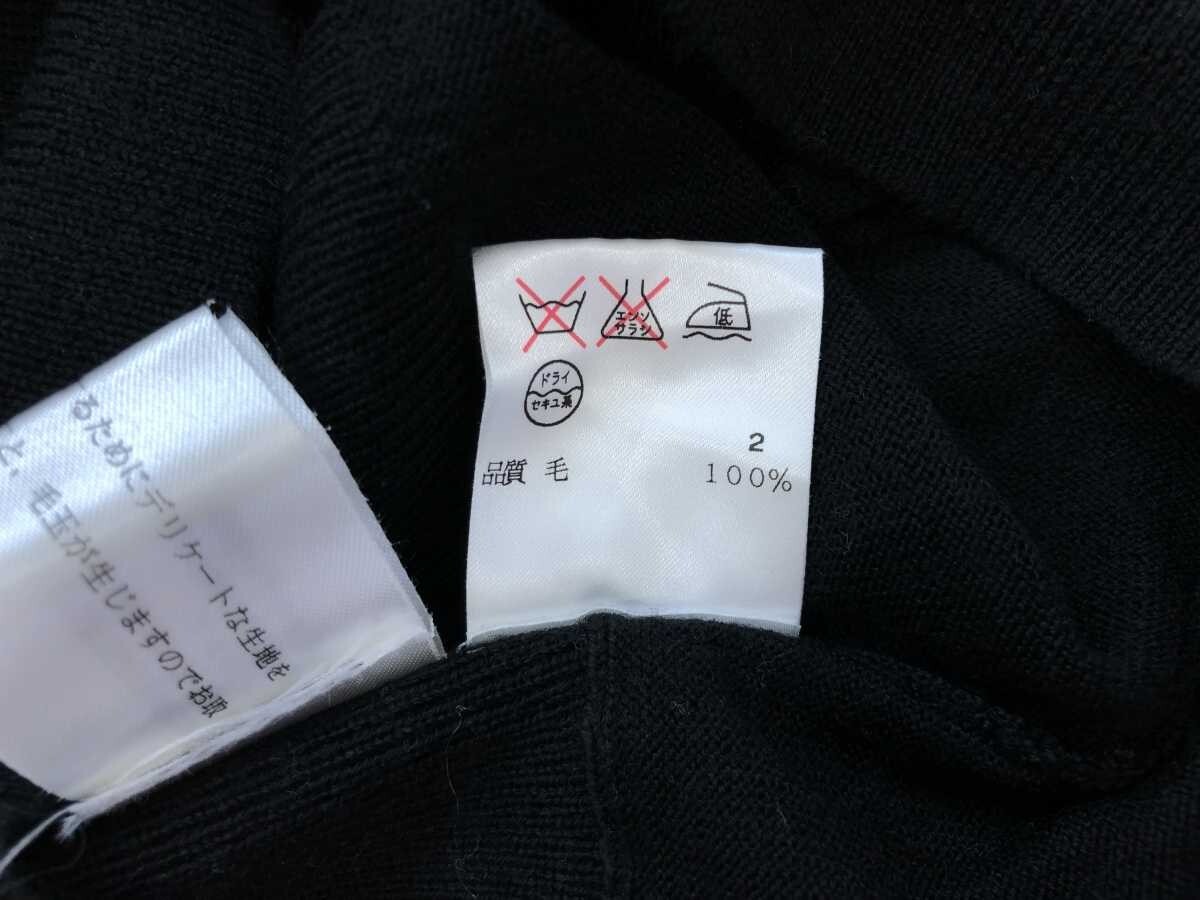 エンソ
サラシ
低
ドライ
セキユ系
2
品質 毛 100%
るためにデリケートな生地を
と、毛玉が生じますのでお取